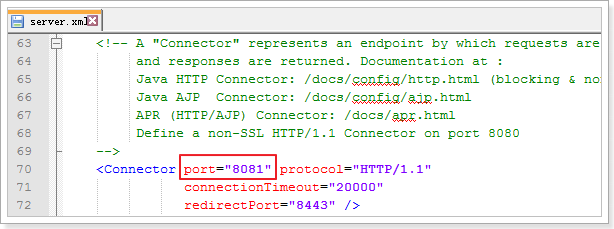 server.xml
63 <!-- A "Connector" represents an endpoint by which requests are
64 and responses are returned. Documentation at :
65 Java HTTP Connector: /docs/config/http.html (blocking & no
66 Java AJP Connector: /docs/config/ajp.html
67 APR (HTTP/AJP) Connector: /docs/apr.html
68 Define a non-SSL HTTP/1.1 Connector on port 8080
69 -->
70 <Connector port="8081" protocol="HTTP/1.1"
71 connectionTimeout="20000"
72 redirectPort="8443" />